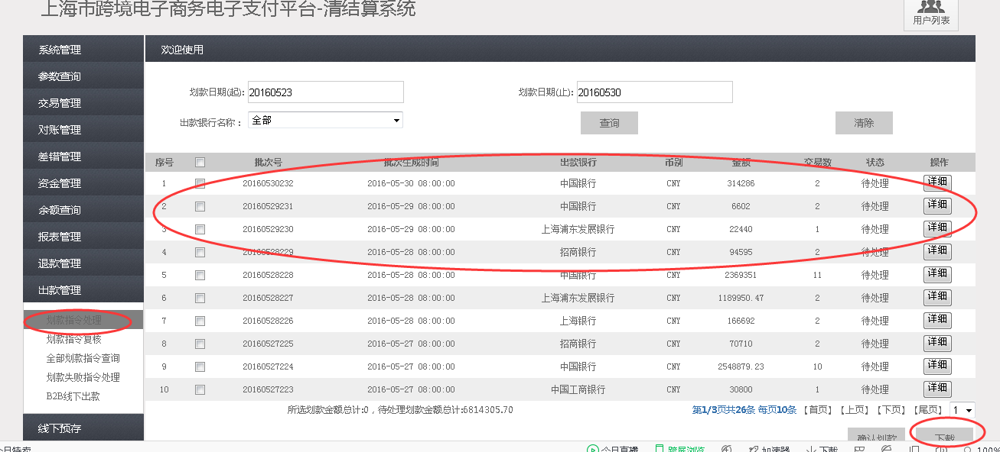 上海市跨境电子商务电子支付平台-清结算系统
用户列表
系统管理
欢迎使用
参数查询
交易管理
对账管理
差错管理
资金管理
余额查询
报表管理
退款管理
出款管理
划款指令处理
划款指令复核
全部划款指令查询
划款失败指令处理
B2B线下出款
线下预存
划款日期(起): 20160523 划款日期(止): 20160530
出款银行名称: 全部 查询 清除
序号 批次号 批次生成时间 出款银行 币别 金额 交易数 状态 操作
1 20160530232 2016-05-30 08:00:00 中国银行 CNY 314286 2 待处理 详细
2 20160529231 2016-05-29 08:00:00 中国银行 CNY 6602 2 待处理 详细
3 20160529230 2016-05-29 08:00:00 上海浦东发展银行 CNY 22440 1 待处理 详细
4 20160528229 2016-05-28 08:00:00 招商银行 CNY 94595 2 待处理 详细
5 20160528228 2016-05-28 08:00:00 中国银行 CNY 2369351 11 待处理 详细
6 20160528227 2016-05-28 08:00:00 上海浦东发展银行 CNY 1189950.47 2 待处理 详细
7 20160528226 2016-05-28 08:00:00 上海银行 CNY 166692 2 待处理 详细
8 20160527225 2016-05-27 08:00:00 招商银行 CNY 70710 2 待处理 详细
9 20160527224 2016-05-27 08:00:00 中国银行 CNY 2548879.23 10 待处理 详细
10 20160527223 2016-05-27 08:00:00 中国工商银行 CNY 30800 1 待处理 详细
所选划款金额总计:0，待处理划款金额总计:6814305.70
第1/3页共26条 每页10条 【首页】 【上页】 【下页】 【尾页】 1
确认划款 下载
今日特卖 今日直播 跨屏浏览 加速器 下载 100%